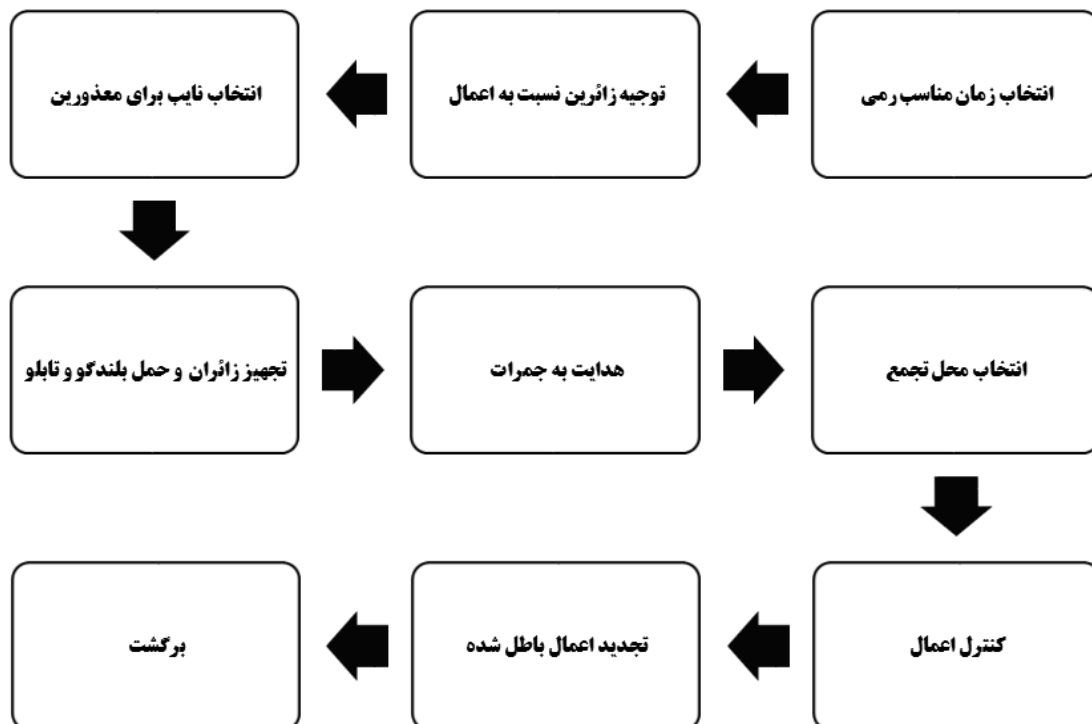 انتخاب زمان مناسب رمی
توجیه زائرین نسبت به اعمال
انتخاب نایب برای معذورین
تجهیز زائران و حمل بلندگو و تابلو
هدایت به جمرات
انتخاب محل تجمع
کنترل اعمال
تجدید اعمال باطل شده
برگشت